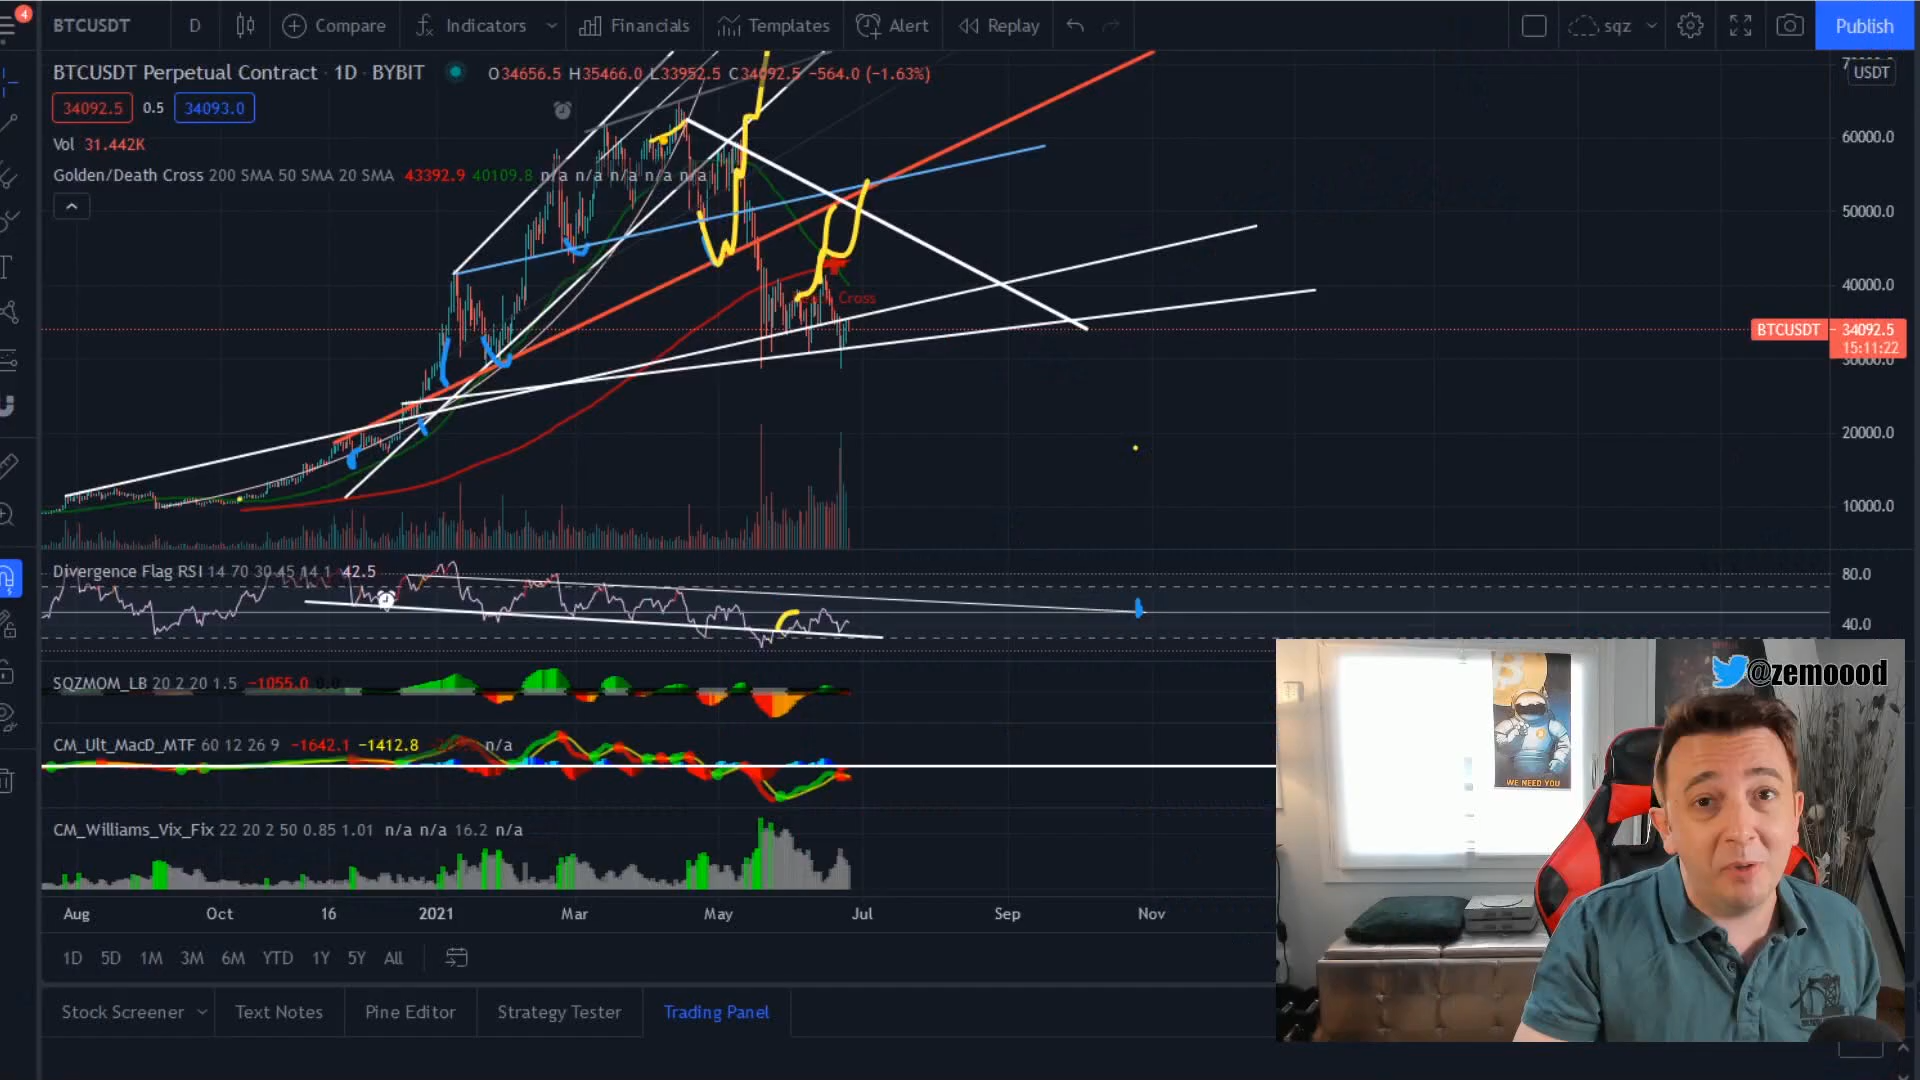 4
BTCUSDT D Compare Indicators Financials Templates Alert Replay sqz Publish
BTCUSDT Perpetual Contract · 1D · BYBIT O34656.5 H35466.0 L33952.5 C34092.5 −564.0 (−1.63%)
USDT
34092.5 0.5 34093.0
Vol 31.442K
Golden/Death Cross 200 SMA 50 SMA 20 SMA 43392.9 40109.8 n/a n/a n/a n/a n/a
60000.0
50000.0
40000.0
Cross
BTCUSDT 34092.5
15:11:22
30000.0
20000.0
10000.0
Divergence Flag RSI 14 70 30 45 14 1 42.5
80.0
40.0
SQZMOM_LB 20 2 20 1.5 −1055.0 0.0
@zemoood
CM_Ult_MacD_MTF 60 12 26 9 −1642.1 −1412.8 n/a
WE NEED YOU
CM_Williams_Vix_Fix 22 20 2 50 0.85 1.01 n/a n/a 16.2 n/a
Aug Oct 16 2021 Mar May Jul Sep Nov
1D 5D 1M 3M 6M YTD 1Y 5Y All
Stock Screener Text Notes Pine Editor Strategy Tester Trading Panel